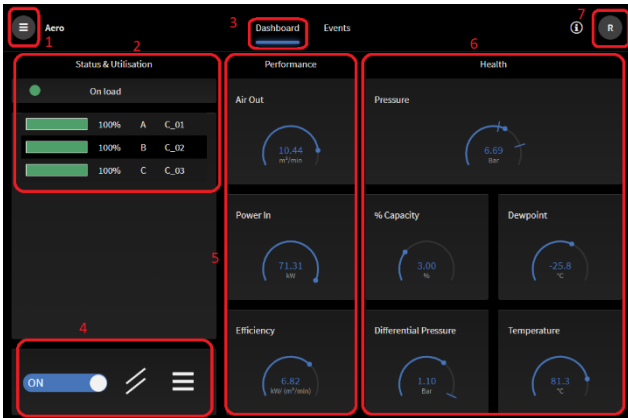 Aero
1
3
Dashboard
Events
7
R
2
Status & Utilisation
On load
100% A C_01
100% B C_02
100% C C_03
4
ON
5
Performance
Air Out
10.44
m³/min
Power In
71.31
kW
Efficiency
6.82
kW/ (m³/min)
6
Health
Pressure
6.69
Bar
% Capacity
3.00
%
Dewpoint
-25.8
°C
Differential Pressure
1.10
Bar
Temperature
81.3
°C